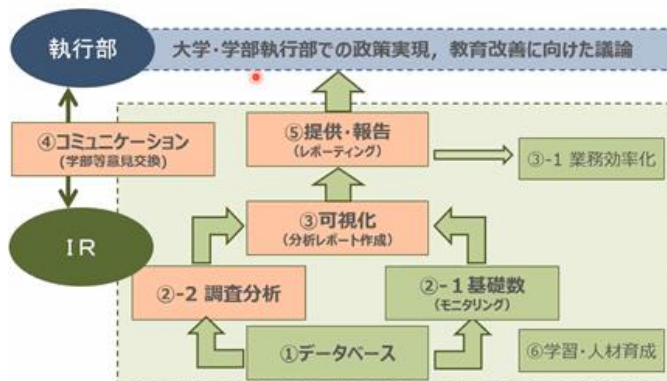 執行部
大学・学部執行部での政策実現，教育改善に向けた議論
④コミュニケーション
(学部等意見交換)
⑤提供・報告
(レポーティング)
③-1 業務効率化
③可視化
(分析レポート作成)
ＩＲ
②-2 調査分析
②-1 基礎数
(モニタリング)
①データベース
⑥学習・人材育成